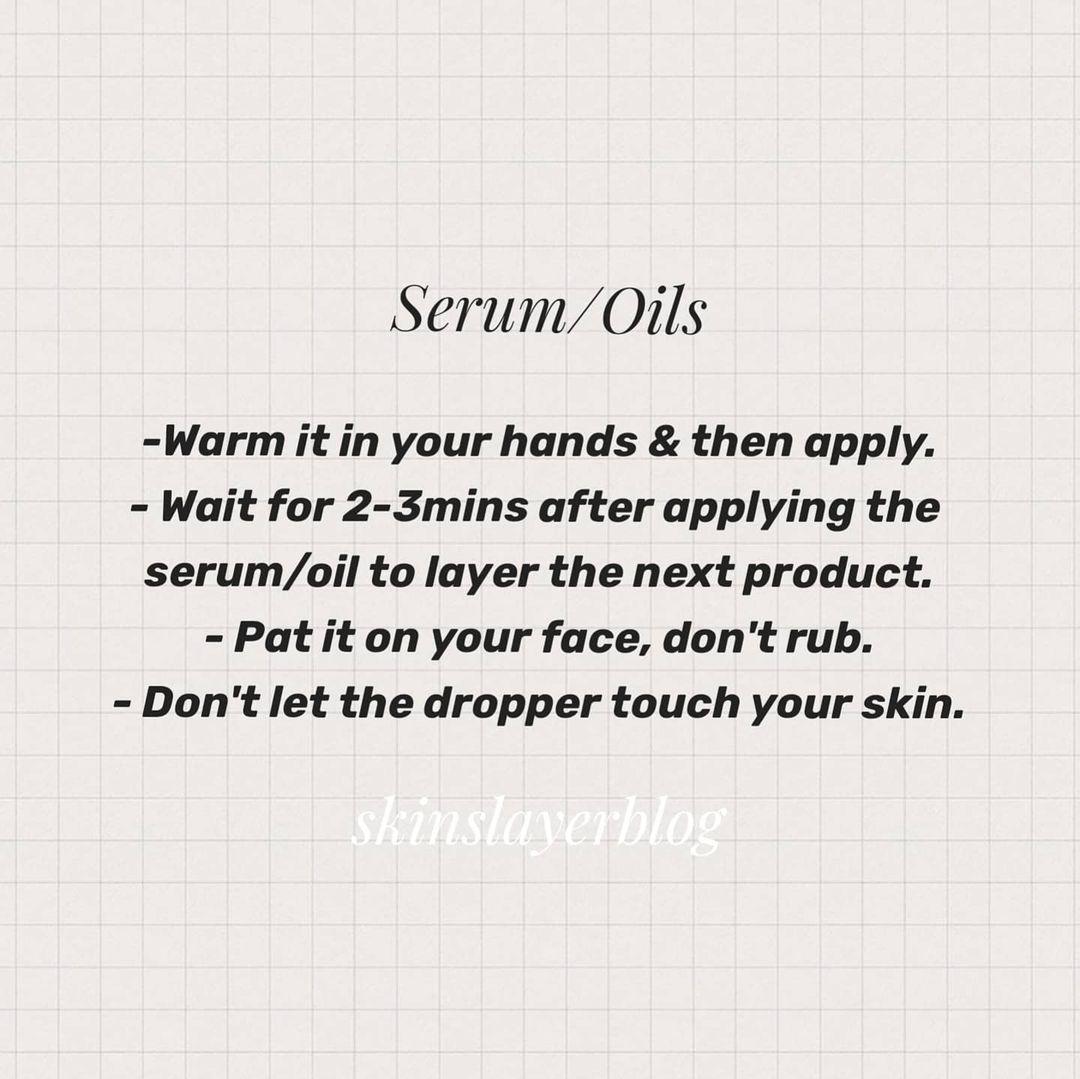 Serum/Oils
-Warm it in your hands & then apply.
- Wait for 2-3mins after applying the
serum/oil to layer the next product.
- Pat it on your face, don't rub.
- Don't let the dropper touch your skin.
skinslayerblog